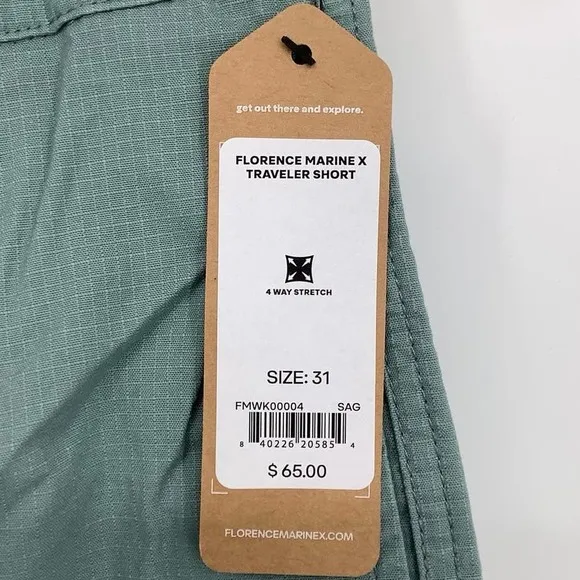 get out there and explore.
FLORENCE MARINE X
TRAVELER SHORT
4 WAY STRETCH
SIZE: 31
FMWK00004 SAG
8 40226 20585 4
$ 65.00
FLORENCEMARINEX.COM